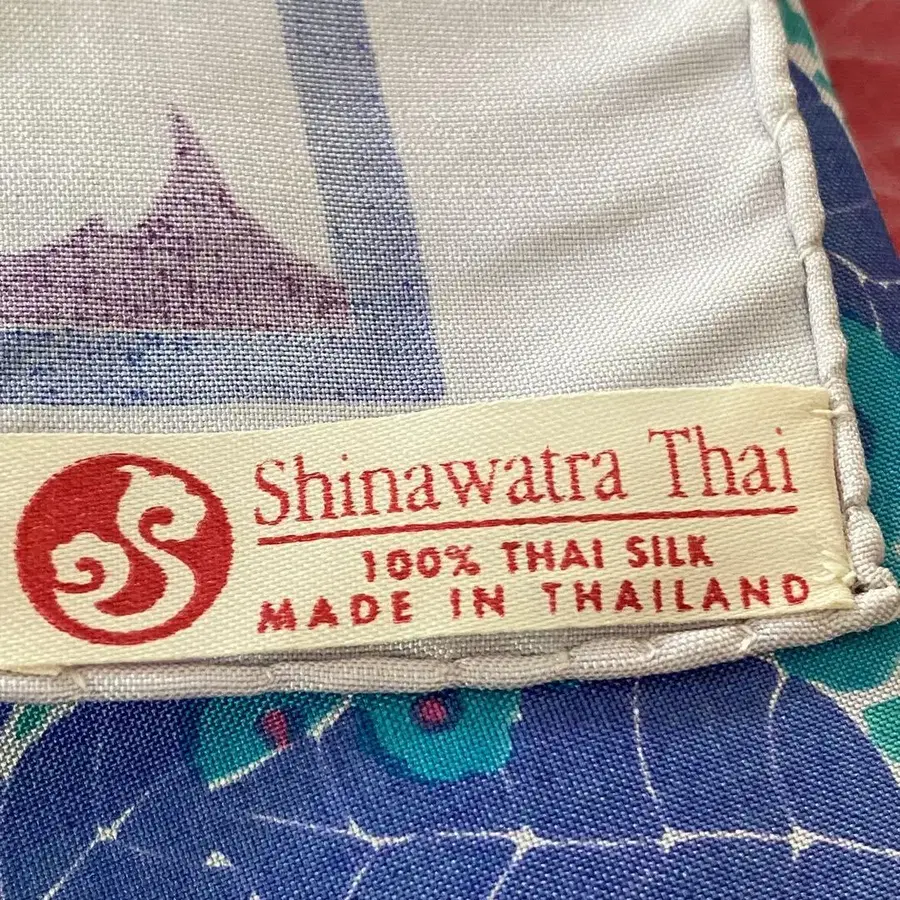 Shinawatra Thai
100% THAI SILK
MADE IN THAILAND